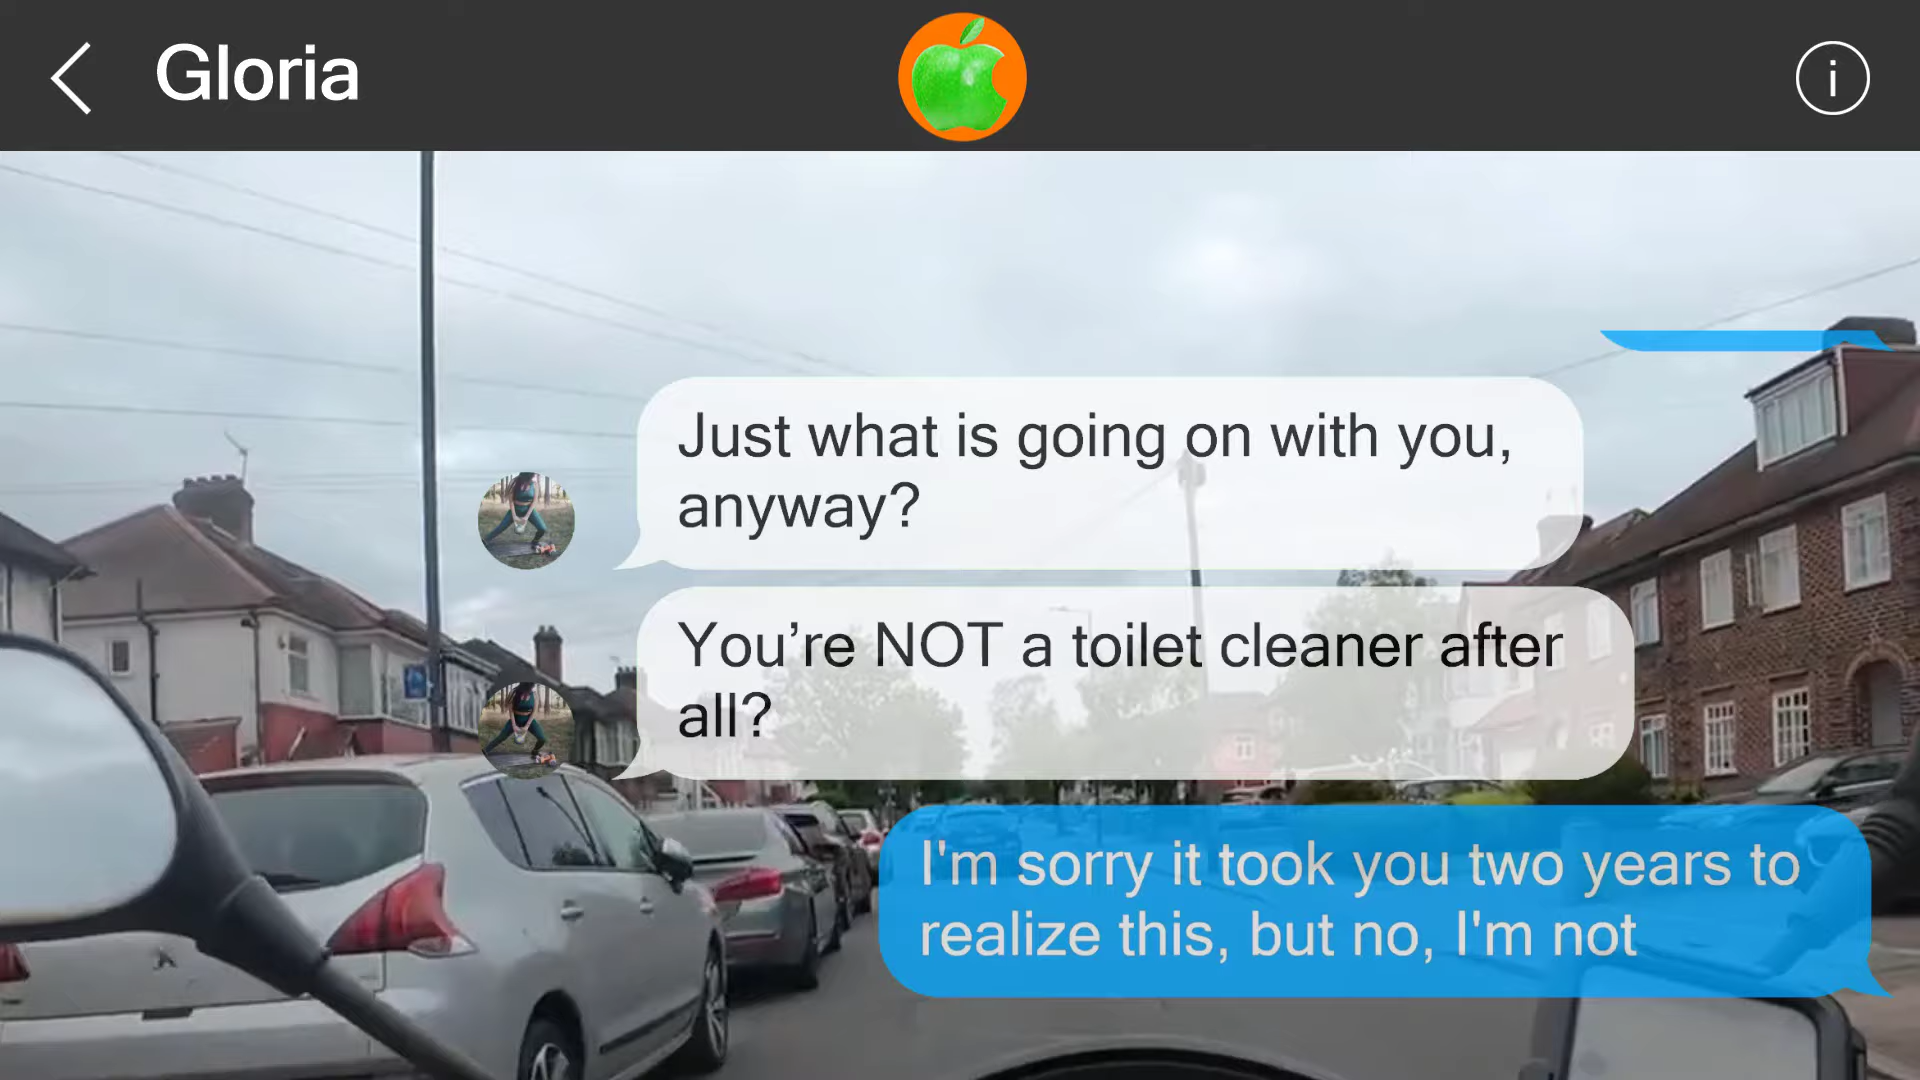 Gloria
i
Just what is going on with you,
anyway?
You’re NOT a toilet cleaner after
all?
I'm sorry it took you two years to
realize this, but no, I'm not